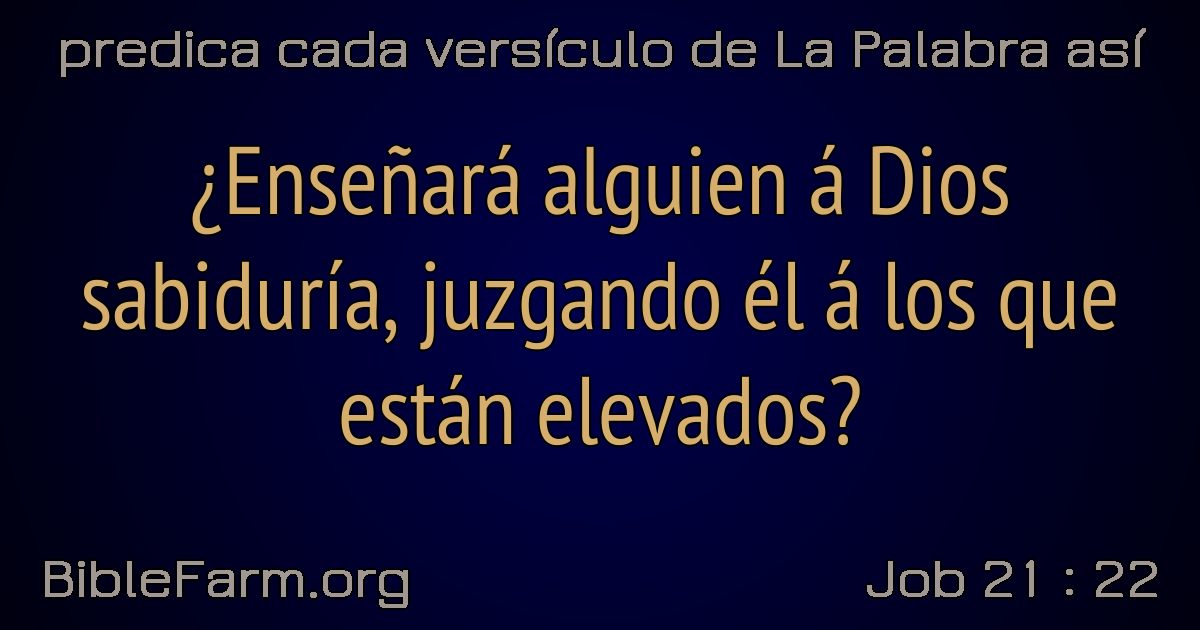 predica cada versículo de La Palabra así
¿Enseñará alguien á Dios
sabiduría, juzgando él á los que
están elevados?
BibleFarm.org
Job 21 : 22